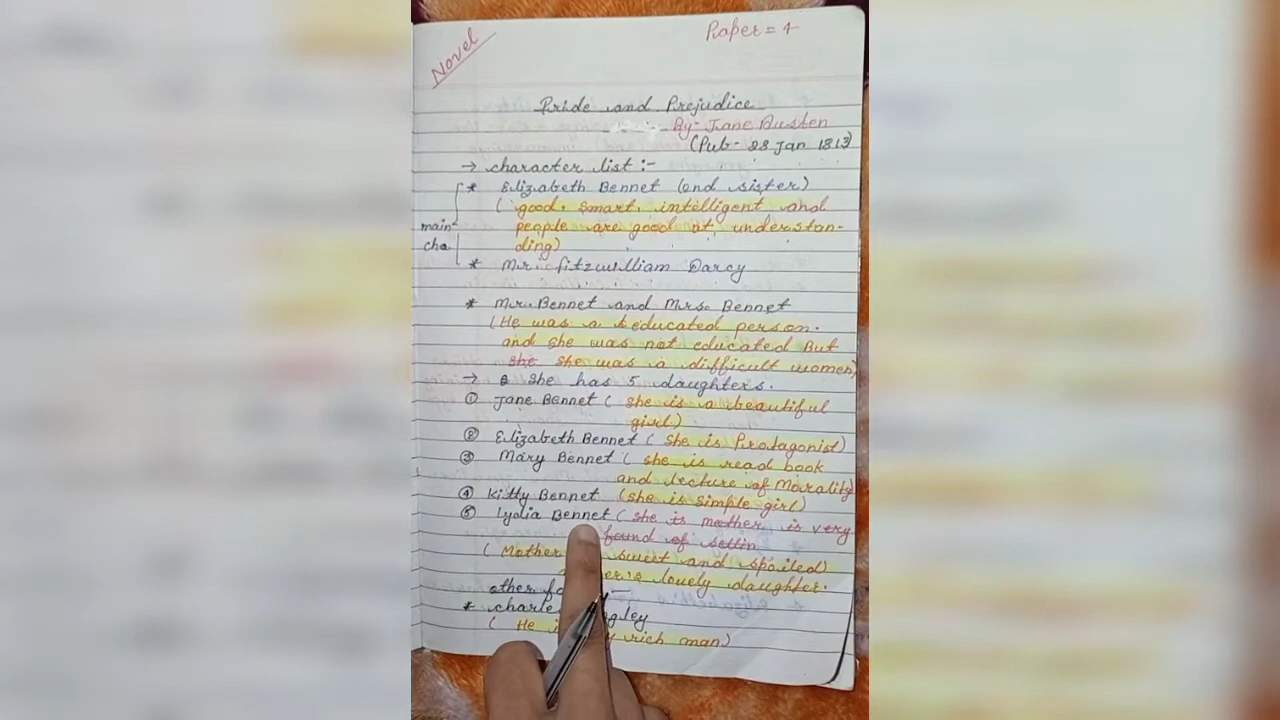 Novel
Paper = 4
Pride and Prejudice
By- Jane Austen
(Pub- 28 Jan 1813)
→ character list :-
* Elizabeth Bennet (and sister)
( good, smart, intelligent and
people are good at understan-
ding)
main
cha
* Mr. fitzwilliam Darcy
* Mr. Bennet and Mrs. Bennet
(He was a educated person.
and she was not educated But
she she was a difficult women)
→ She has 5 daughters.
① Jane Bennet ( she is a beautiful
girl.)
② Elizabeth Bennet ( She is Protagonist)
③ Mary Bennet ( she is read book
and lecture of Morality)
④ Kitty Bennet (she is simple girl)
⑤ Lydia Bennet ( she is mother is very
found of settin
( Mother sweet and spoiled)
lovely daughter.
other
* charle gley
( He i rich man)